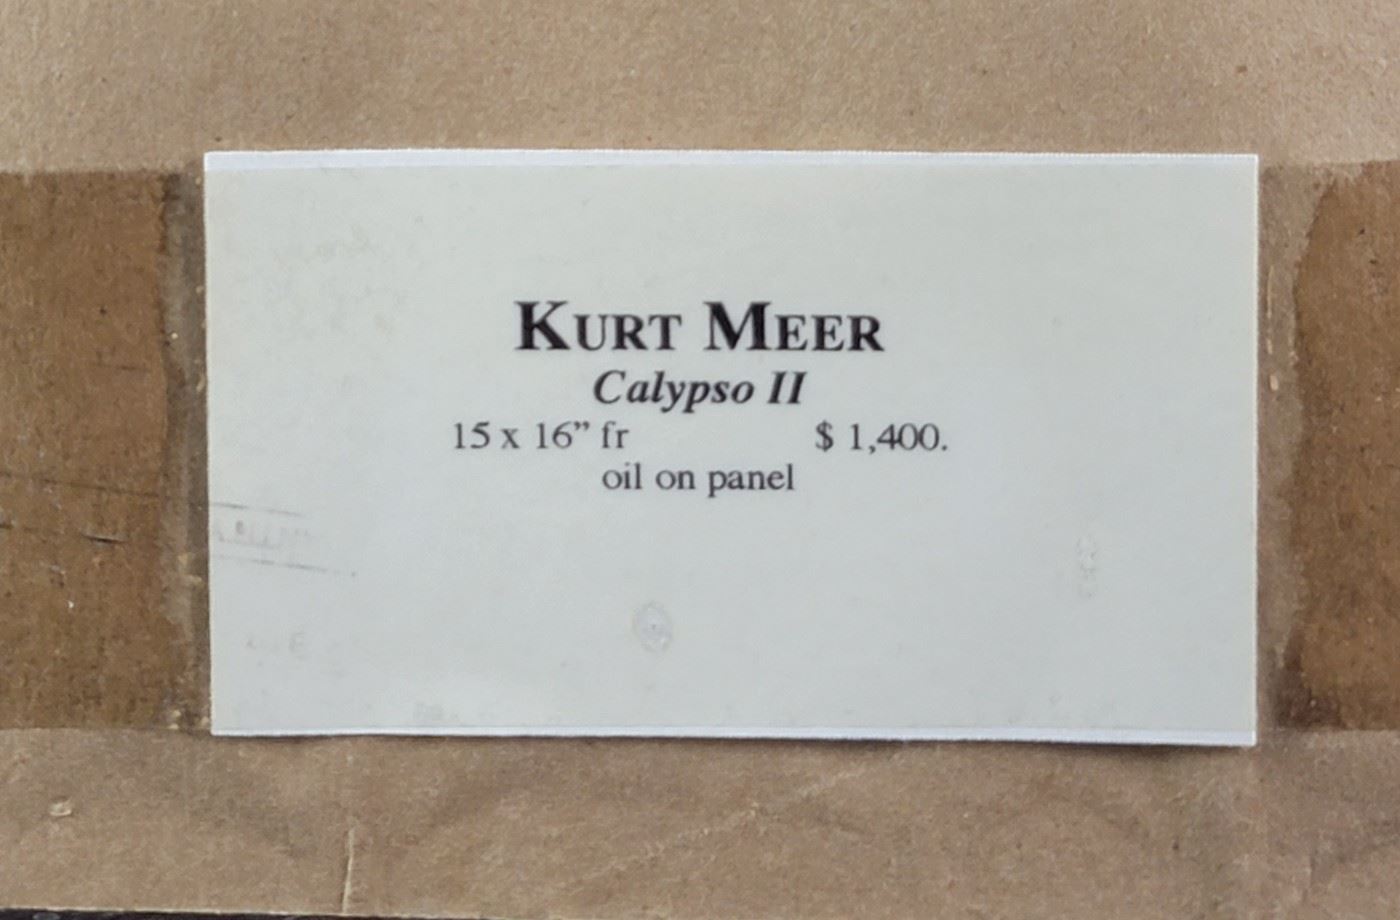 KURT MEER
Calypso II
15 x 16” fr $ 1,400.
oil on panel